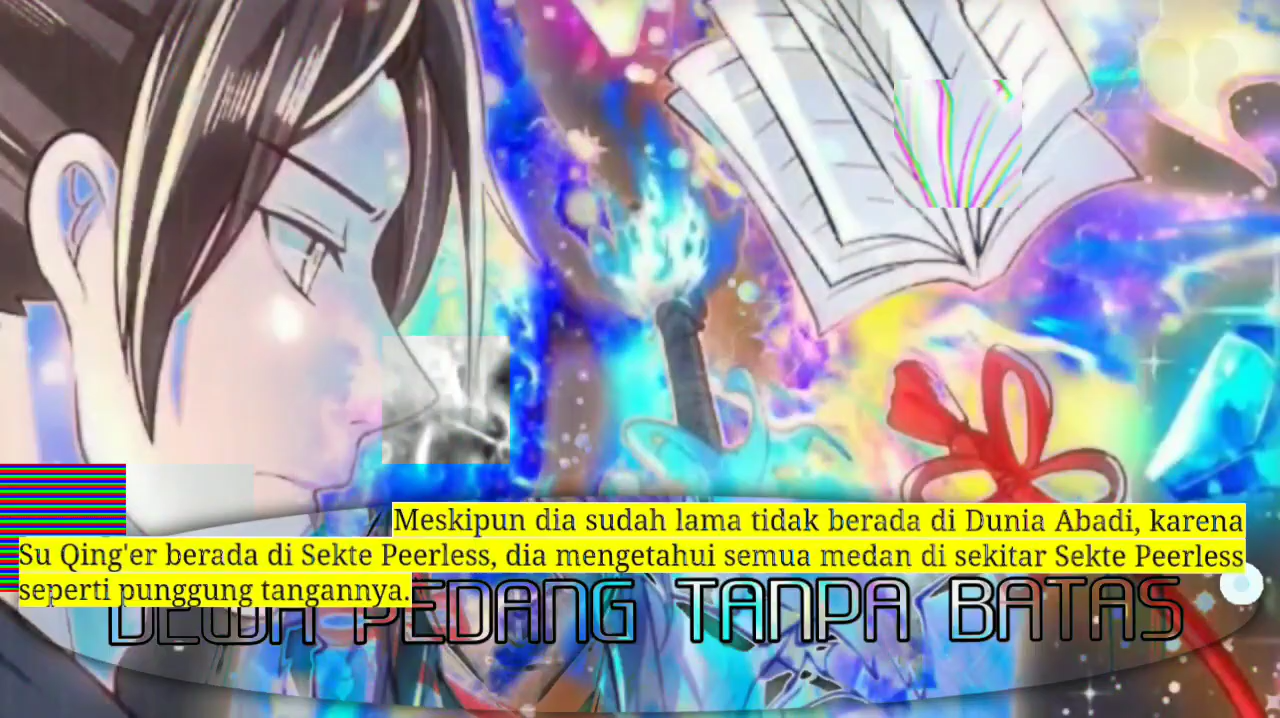 Meskipun dia sudah lama tidak berada di Dunia Abadi, karena
Su Qing'er berada di Sekte Peerless, dia mengetahui semua medan di sekitar Sekte Peerless
seperti punggung tangannya.
DEWA PEDANG TANPA BATAS